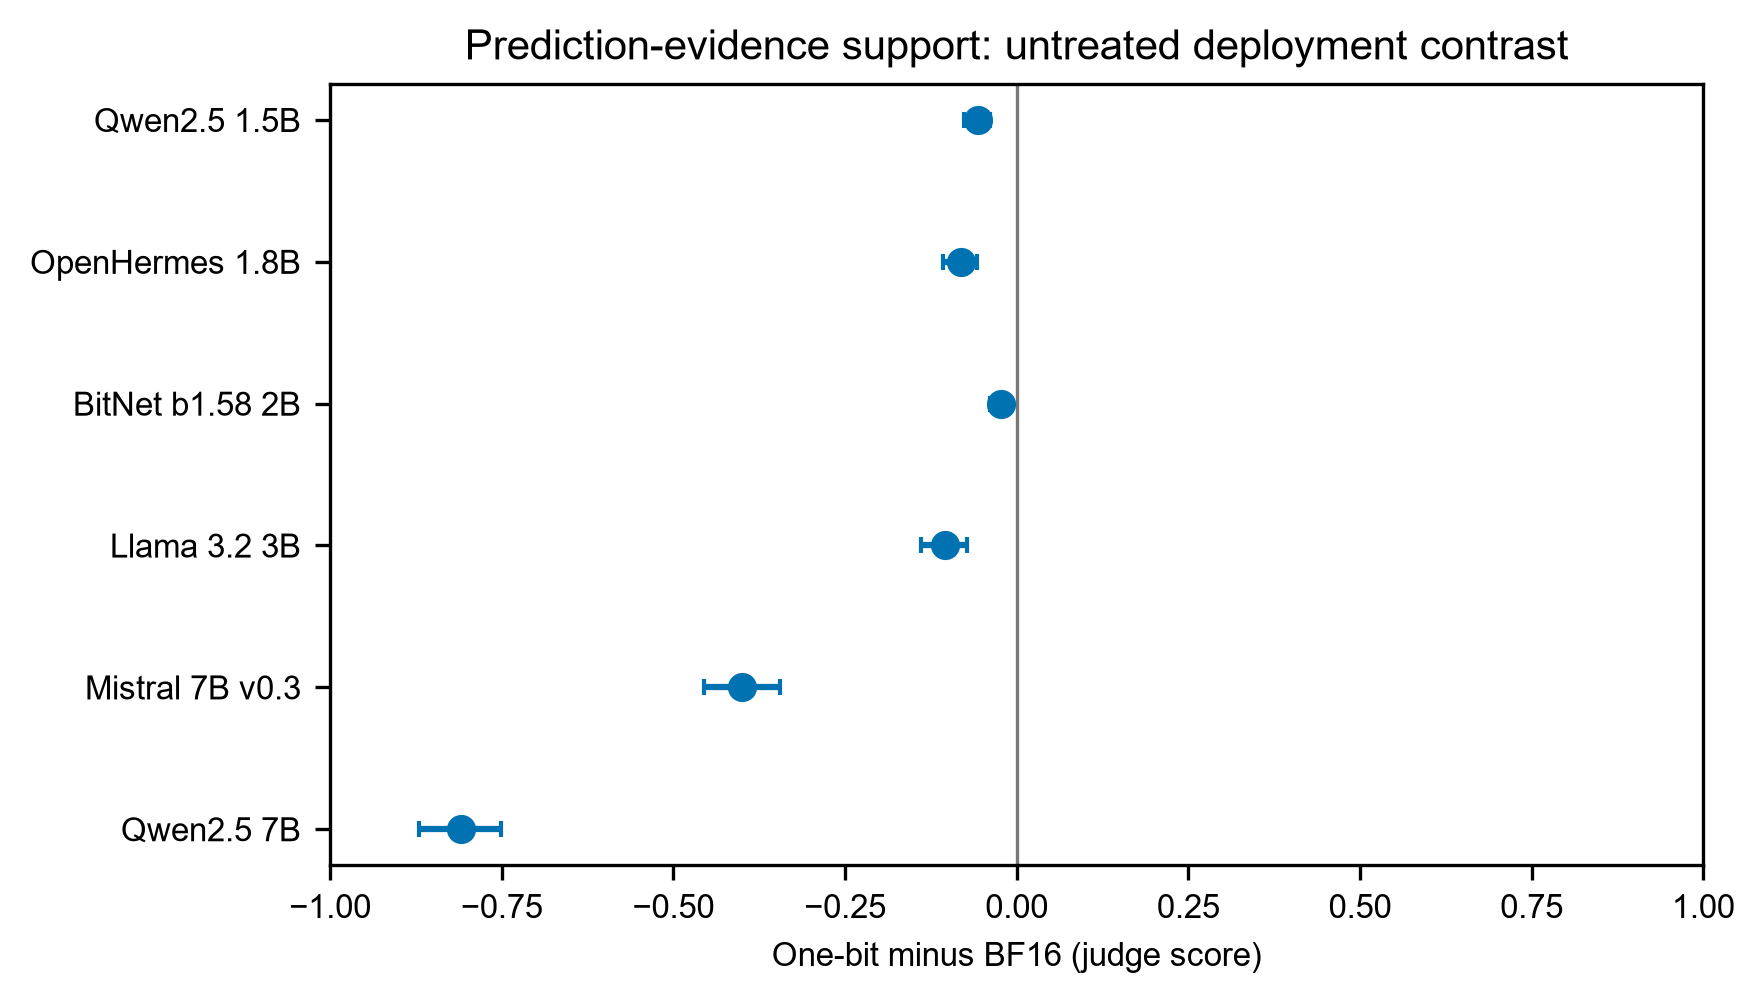 Prediction-evidence support: untreated deployment contrast
Qwen2.5 1.5B
OpenHermes 1.8B
BitNet b1.58 2B
Llama 3.2 3B
Mistral 7B v0.3
Qwen2.5 7B
−1.00 −0.75 −0.50 −0.25 0.00 0.25 0.50 0.75 1.00
One-bit minus BF16 (judge score)